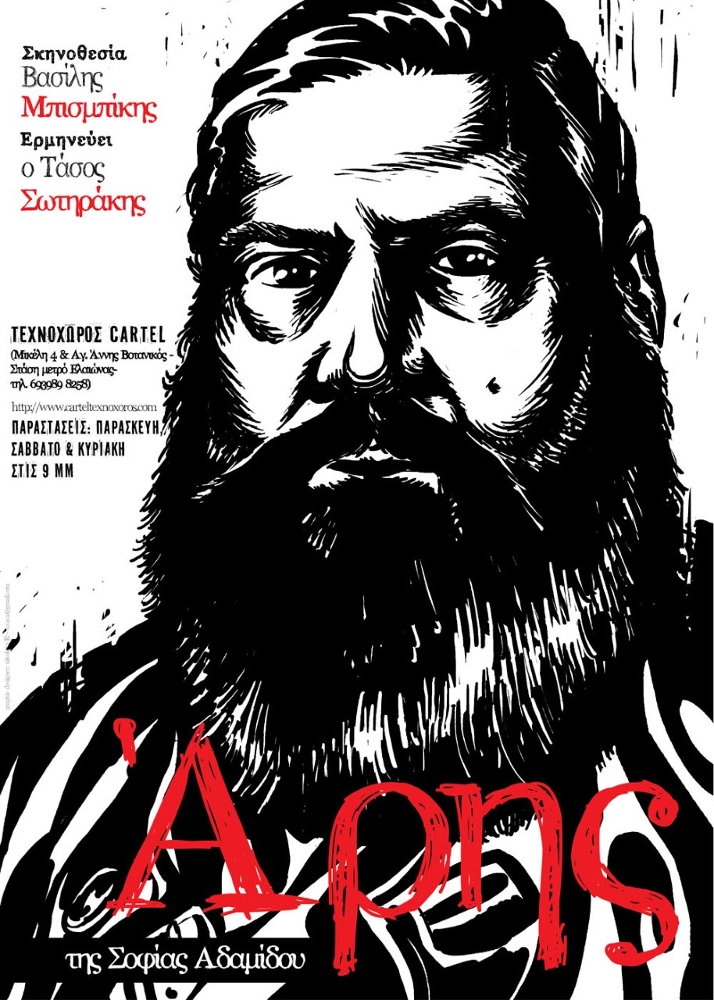 Σκηνοθεσία
Βασίλης
Μπισμπίκης
Ερμηνεύει
ο Τάσος
Σωτηράκης
ΤΕΧΝΟΧΩΡΟΣ CARTEL
(Μικέλη 4 & Αγ. Άννης Βοτανικός -
Στάση μετρό Ελαιώνας-
τηλ. 693989 8258)
http://www.carteltexnoxoros.com
ΠΑΡΑΣΤΑΣΕΙΣ: ΠΑΡΑΣΚΕΥΗ,
ΣΑΒΒΑΤΟ & ΚΥΡΙΑΚΗ
ΣΤΙΣ 9 ΜΜ
graphic designer:
Άρης
της Σοφίας Αδαμίδου